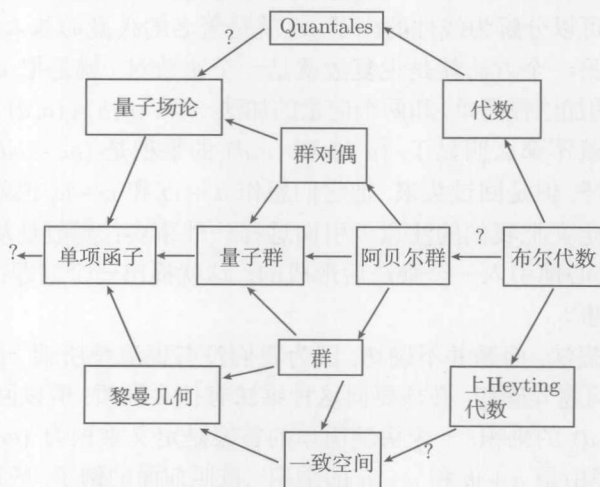 Quantales
?
量子场论
代数
群对偶
?
单项函子
量子群
阿贝尔群
?
布尔代数
群
黎曼几何
上Heyting
代数
一致空间
?